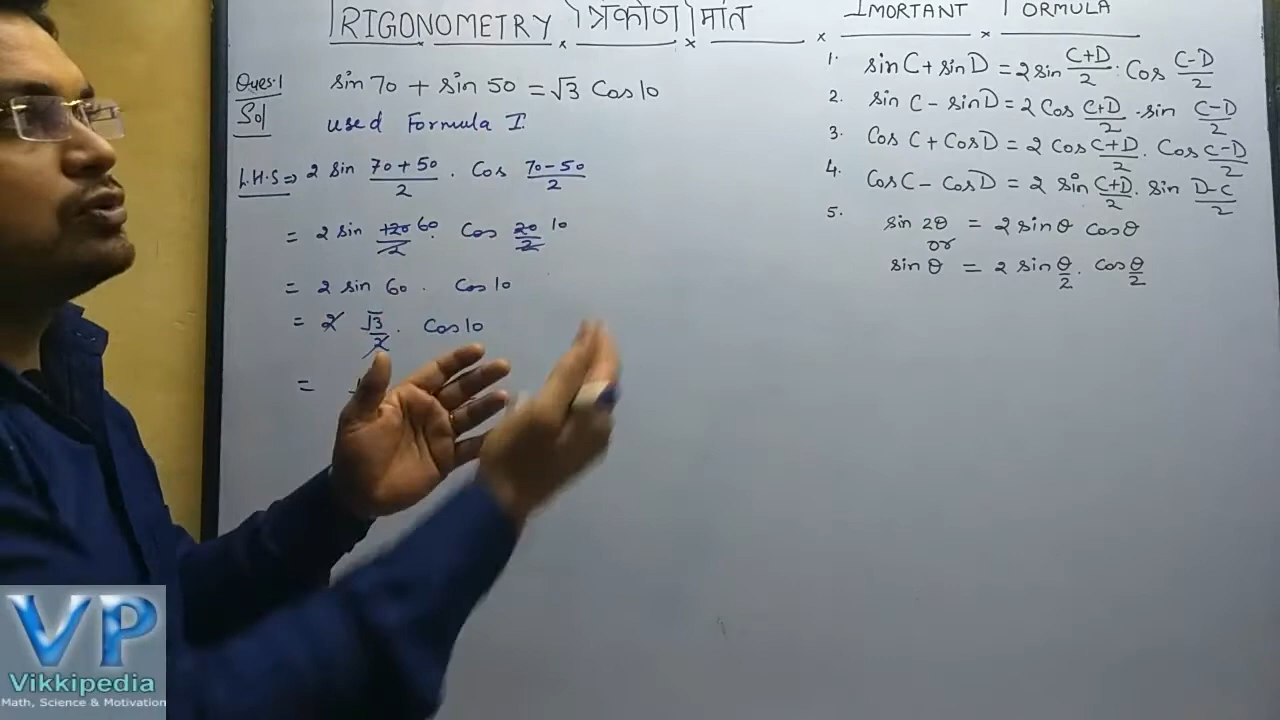 TRIGONOMETRY त्रिकोणमिति
Ques.1 sin 70 + sin 50 = √3 Cos 10
Sol used Formula I.
L.H.S ⇒ 2 sin (70+50)/2 . Cos (70-50)/2
= 2 sin 120/2 60 . Cos 20/2 10
= 2 sin 60 . Cos 10
= 2 √3/2 . Cos 10
=
IMORTANT FORMULA
1. sin C + sin D = 2 sin (C+D)/2 . Cos (C-D)/2
2. sin C - sin D = 2 Cos (C+D)/2 . sin (C-D)/2
3. Cos C + Cos D = 2 Cos (C+D)/2 . Cos (C-D)/2
4. Cos C - Cos D = 2 sin (C+D)/2 . sin (D-C)/2
5. sin 2θ = 2 sin θ cos θ
or
sin θ = 2 sin θ/2 . cos θ/2
VP
Vikkipedia
Math, Science & Motivation